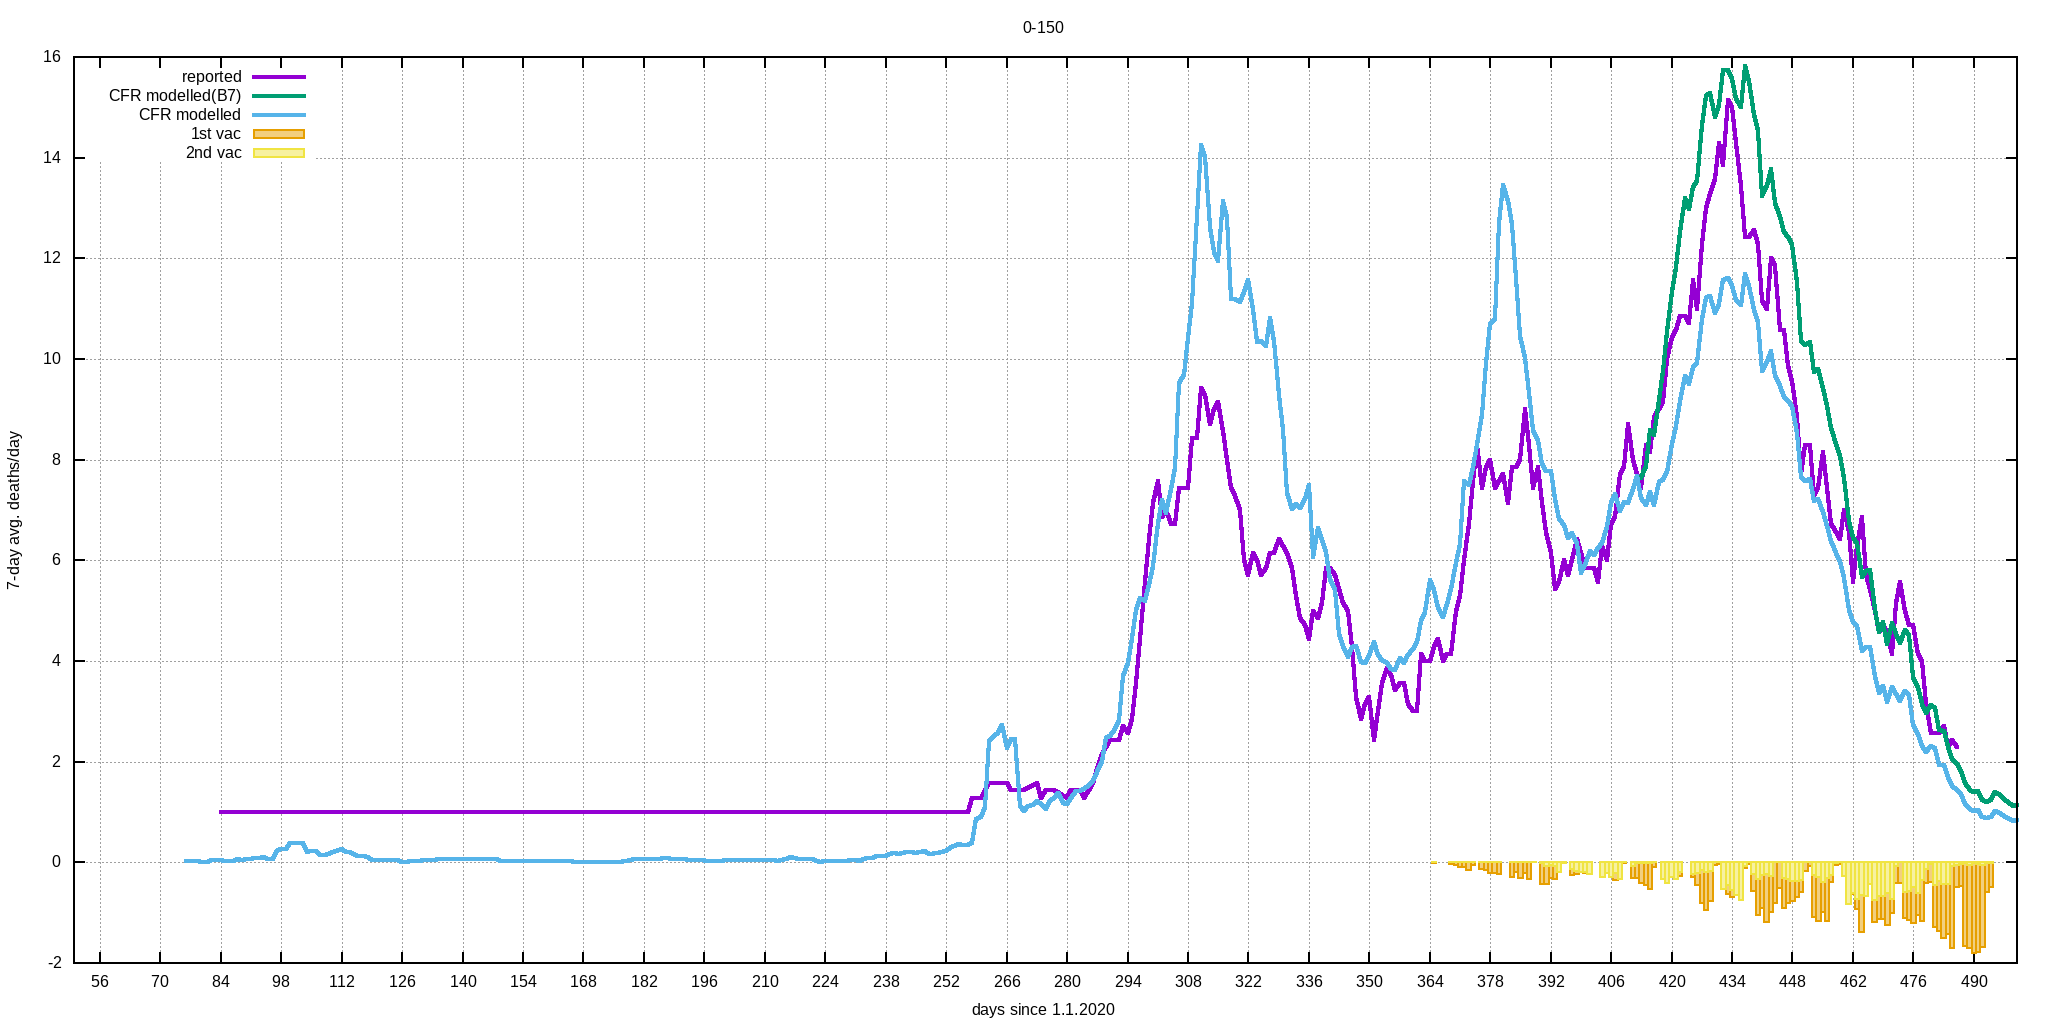 0-150
reported
CFR modelled(B7)
CFR modelled
1st vac
2nd vac
16
14
12
10
8
6
4
2
0
-2
7-day avg. deaths/day
56 70 84 98 112 126 140 154 168 182 196 210 224 238 252 266 280 294 308 322 336 350 364 378 392 406 420 434 448 462 476 490
days since 1.1.2020